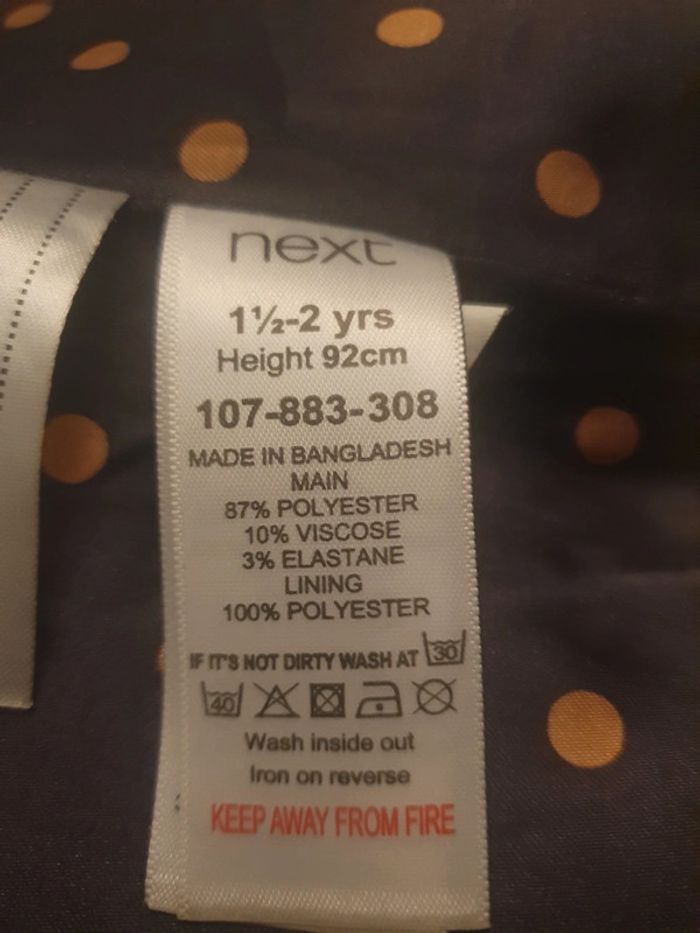 next
1½-2 yrs
Height 92cm
107-883-308
MADE IN BANGLADESH
MAIN
87% POLYESTER
10% VISCOSE
3% ELASTANE
LINING
100% POLYESTER
IF IT'S NOT DIRTY WASH AT 30
40
Wash inside out
Iron on reverse
KEEP AWAY FROM FIRE